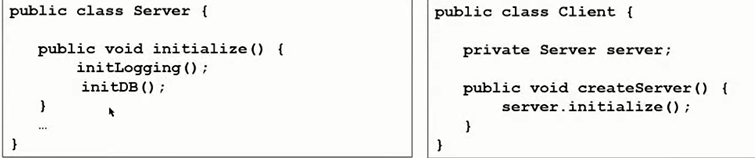 public class Server {
public void initialize() {
initLogging();
initDB();
}
…
}
public class Client {
private Server server;
public void createServer() {
server.initialize();
}
}